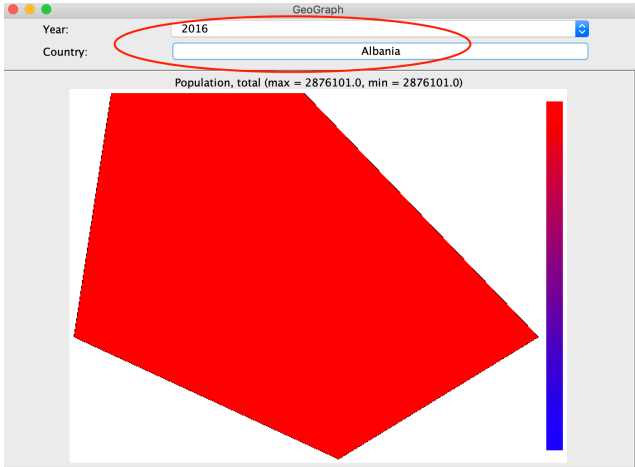 GeoGraph
Year: 2016
Country: Albania
Population, total (max = 2876101.0, min = 2876101.0)